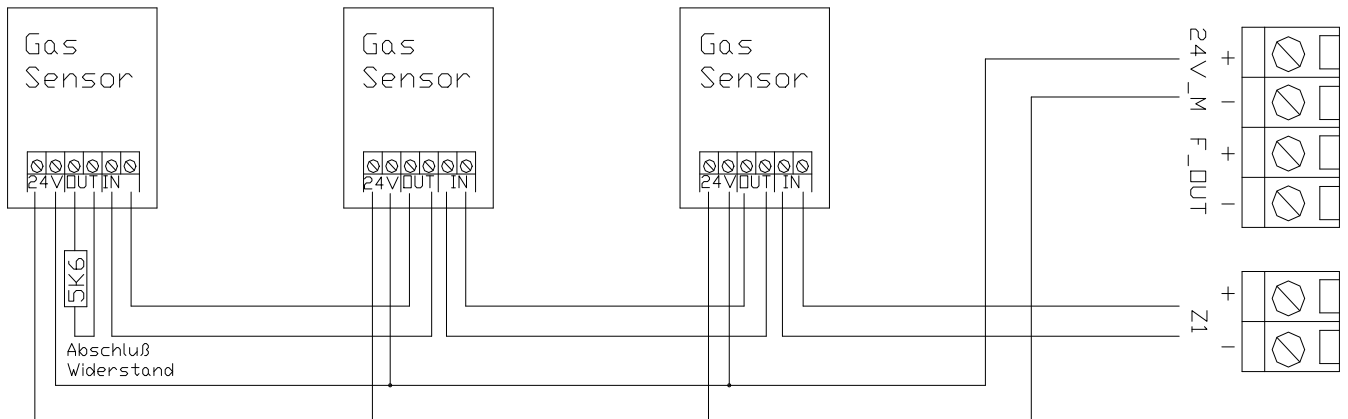 Gas
Sensor
24V OUT IN
5K6
Abschluß
Widerstand
Gas
Sensor
24V OUT IN
Gas
Sensor
24V OUT IN
24V_M
+
-
F_OUT
+
-
Z1
+
-